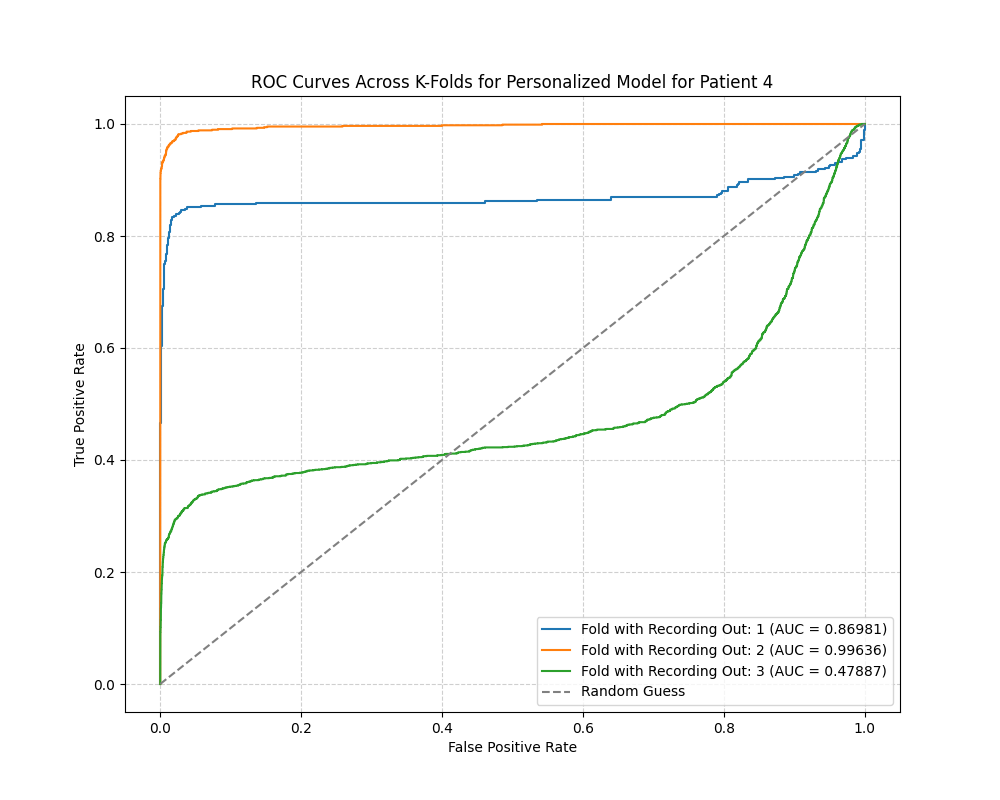 ROC Curves Across K-Folds for Personalized Model for Patient 4
True Positive Rate
1.0
0.8
0.6
0.4
0.2
0.0
Fold with Recording Out: 1 (AUC = 0.86981)
Fold with Recording Out: 2 (AUC = 0.99636)
Fold with Recording Out: 3 (AUC = 0.47887)
Random Guess
0.0 0.2 0.4 0.6 0.8 1.0
False Positive Rate